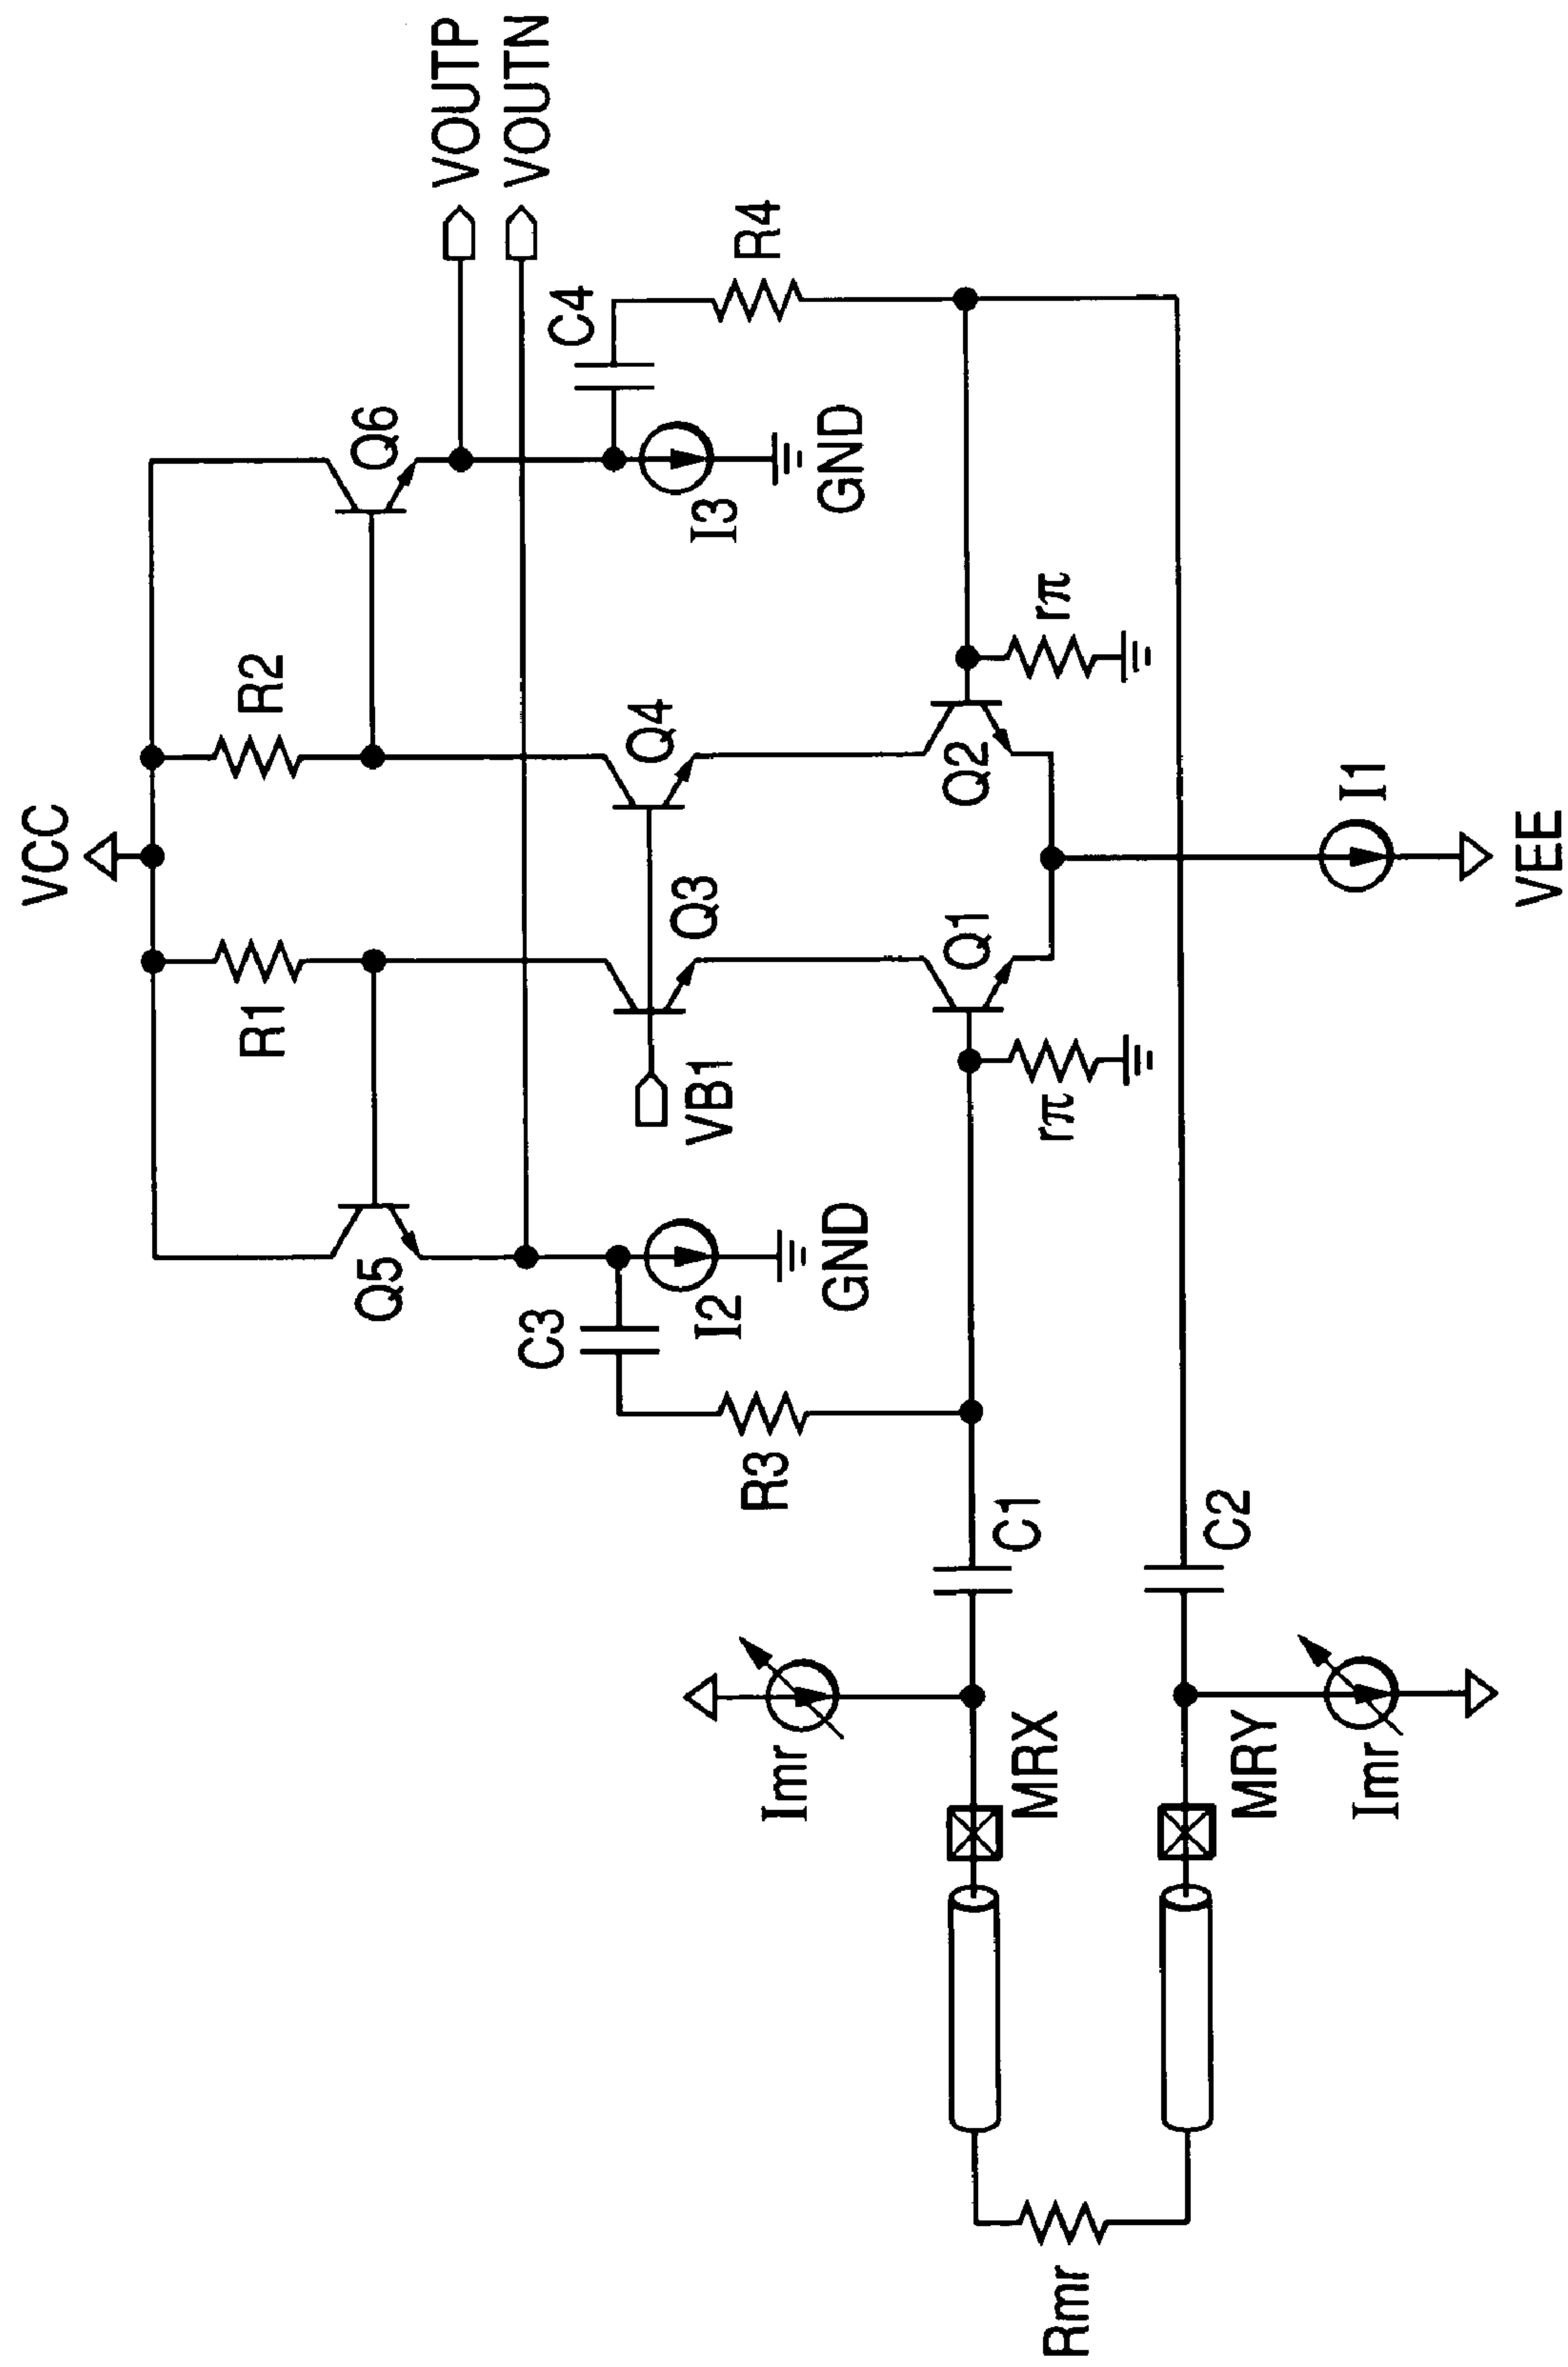 VCC
R1
R2
Q5
Q6
VOUTP
VOUTN
C3
I2
GND
VB1
Q3
Q4
C4
I3
GND
R4
R3
Imr
C1
rπ
Q1
Q2
rπ
MRX
Rmr
MRY
C2
Imr
I1
VEE